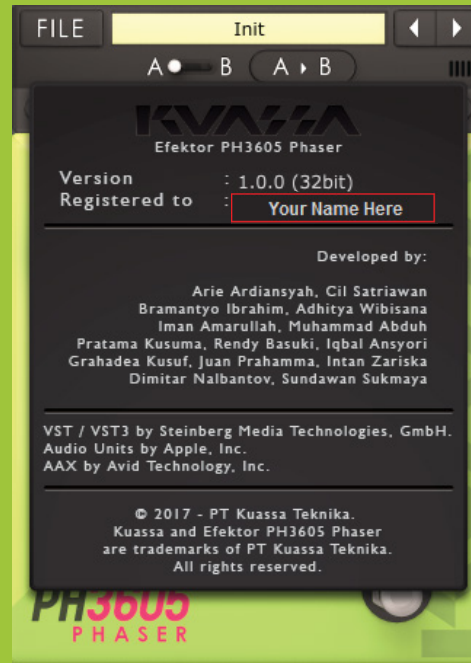 FILE
Init
A B A B
KUASSA
Efektor PH3605 Phaser
Version : 1.0.0 (32bit)
Registered to : Your Name Here
Developed by:
Arie Ardiansyah, Cil Satriawan
Bramantyo Ibrahim, Adhitya Wibisana
Iman Amarullah, Muhammad Abduh
Pratama Kusuma, Rendy Basuki, Iqbal Ansyori
Grahadea Kusuf, Juan Prahamma, Intan Zariska
Dimitar Nalbantov, Sundawan Sukmaya
VST / VST3 by Steinberg Media Technologies, GmbH.
Audio Units by Apple, Inc.
AAX by Avid Technology, Inc.
© 2017 - PT Kuassa Teknika.
Kuassa and Efektor PH3605 Phaser
are trademarks of PT Kuassa Teknika.
All rights reserved.
PH3605
PHASER